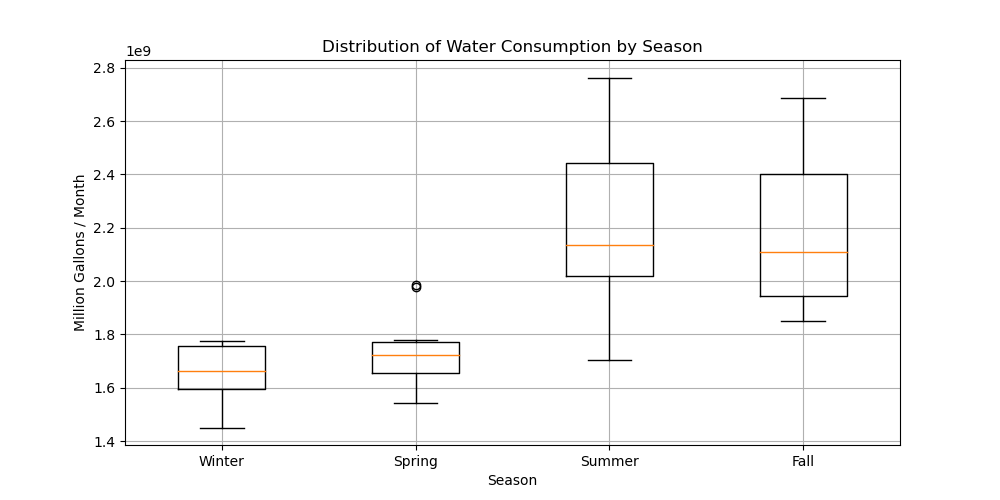 Distribution of Water Consumption by Season
1e9
2.8
2.6
2.4
2.2
2.0
1.8
1.6
1.4
Million Gallons / Month
Winter Spring Summer Fall
Season